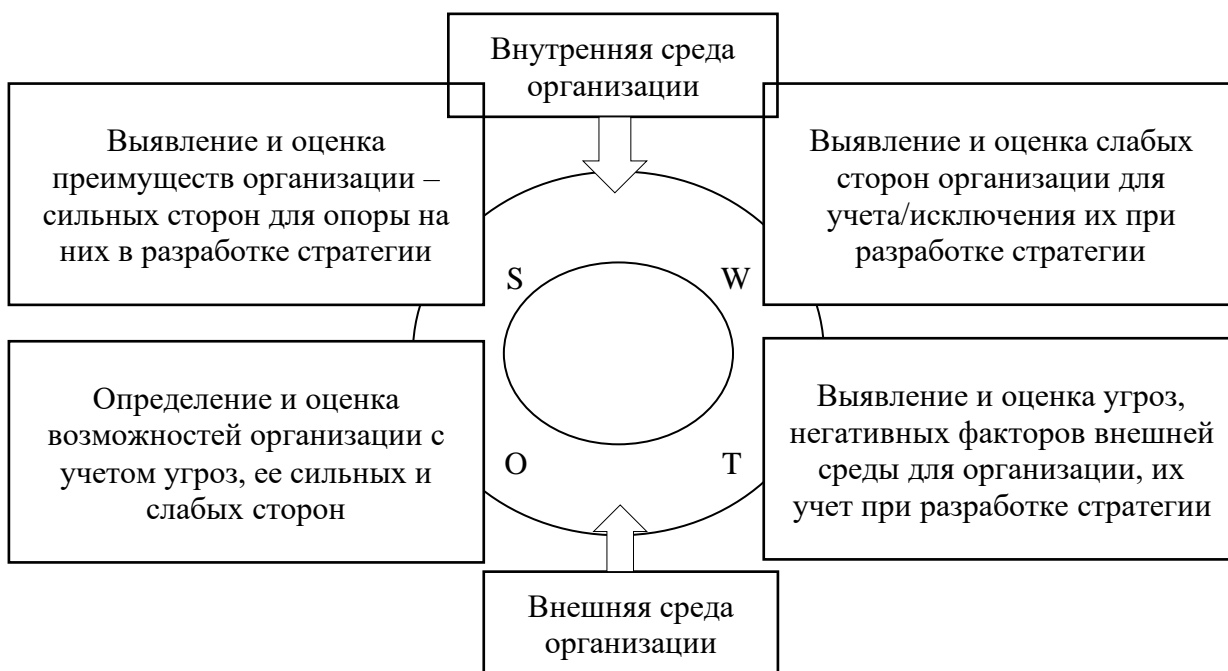 Внутренняя среда
организации
Выявление и оценка
преимуществ организации –
сильных сторон для опоры на
них в разработке стратегии
Выявление и оценка слабых
сторон организации для
учета/исключения их при
разработке стратегии
S
W
Определение и оценка
возможностей организации с
учетом угроз, ее сильных и
слабых сторон
Выявление и оценка угроз,
негативных факторов внешней
среды для организации, их
учет при разработке стратегии
O
T
Внешняя среда
организации